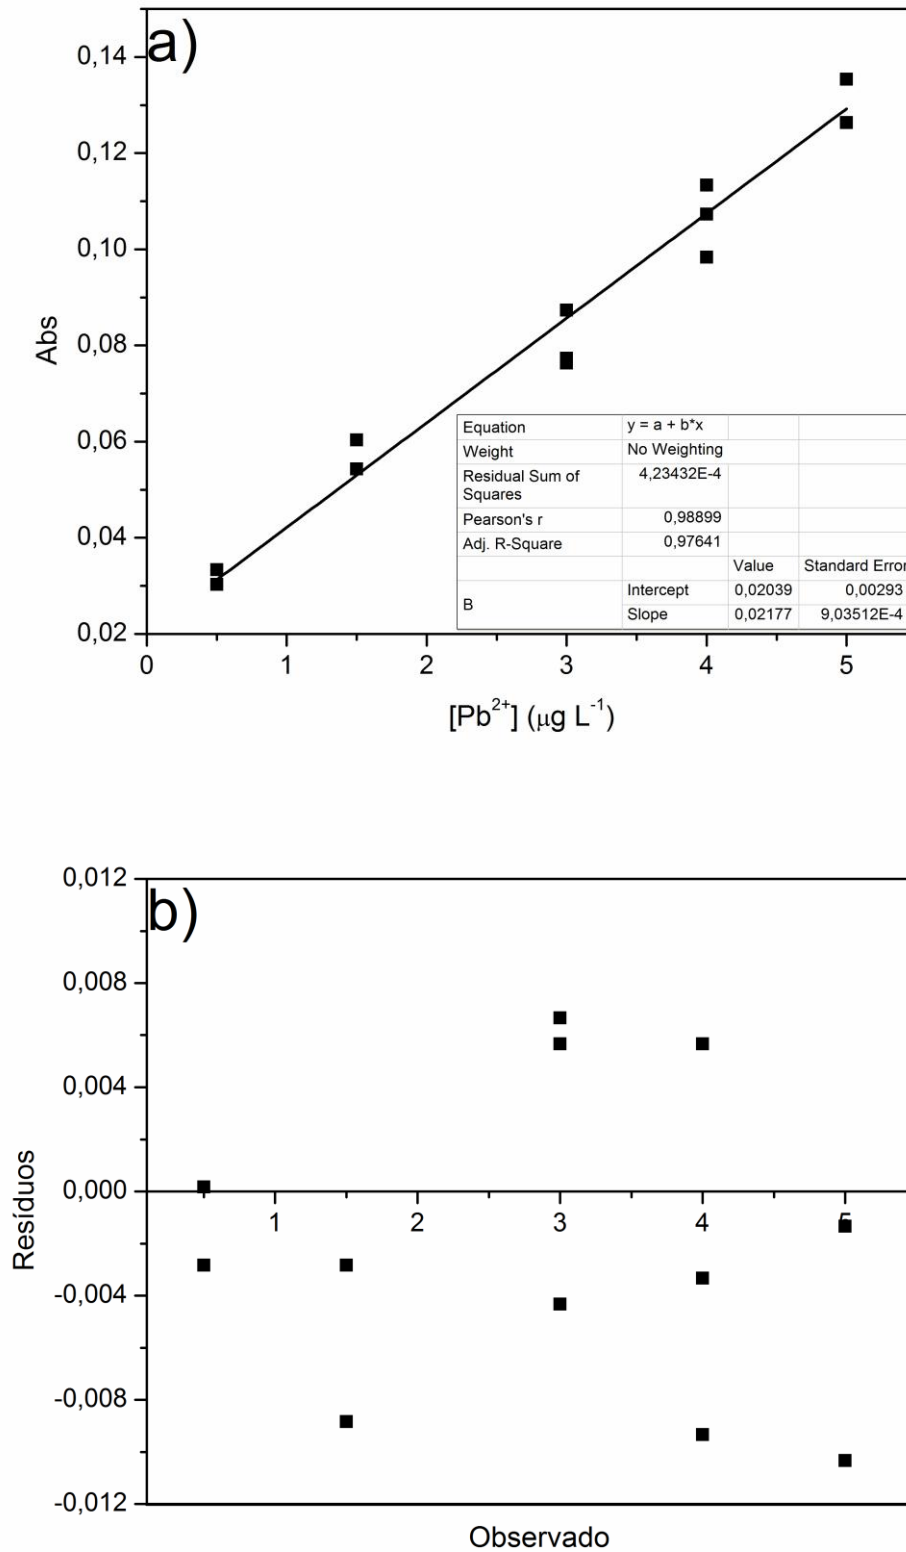 a)
0,14
0,12
0,10
0,08
0,06
0,04
0,02
Abs
Equation y = a + b*x
Weight No Weighting
Residual Sum of Squares 4,23432E-4
Pearson's r 0,98899
Adj. R-Square 0,97641
Value Standard Error
B Intercept 0,02039 0,00293
Slope 0,02177 9,03512E-4
0 1 2 3 4 5
[Pb²⁺] (μg L⁻¹)
b)
0,012
0,008
0,004
0,000
-0,004
-0,008
-0,012
Resíduos
1 2 3 4 5
Observado